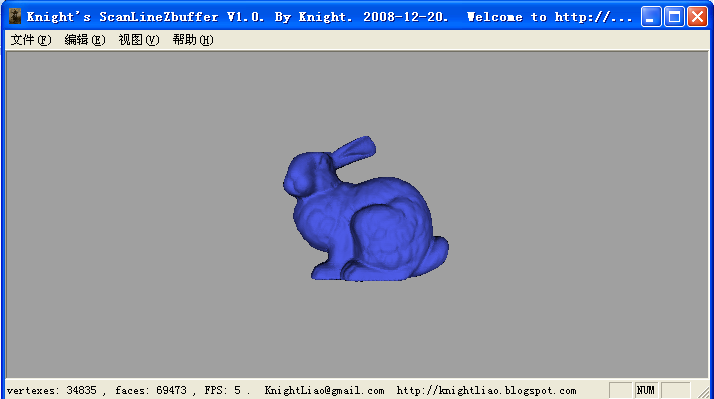 Knight's ScanLineZbuffer V1.0. By Knight. 2008-12-20.  Welcome to http://...
文件(F) 编辑(E) 视图(V) 帮助(H)
vertexes: 34835 , faces: 69473 , FPS: 5 .  KnightLiao@gmail.com  http://knightliao.blogspot.com NUM